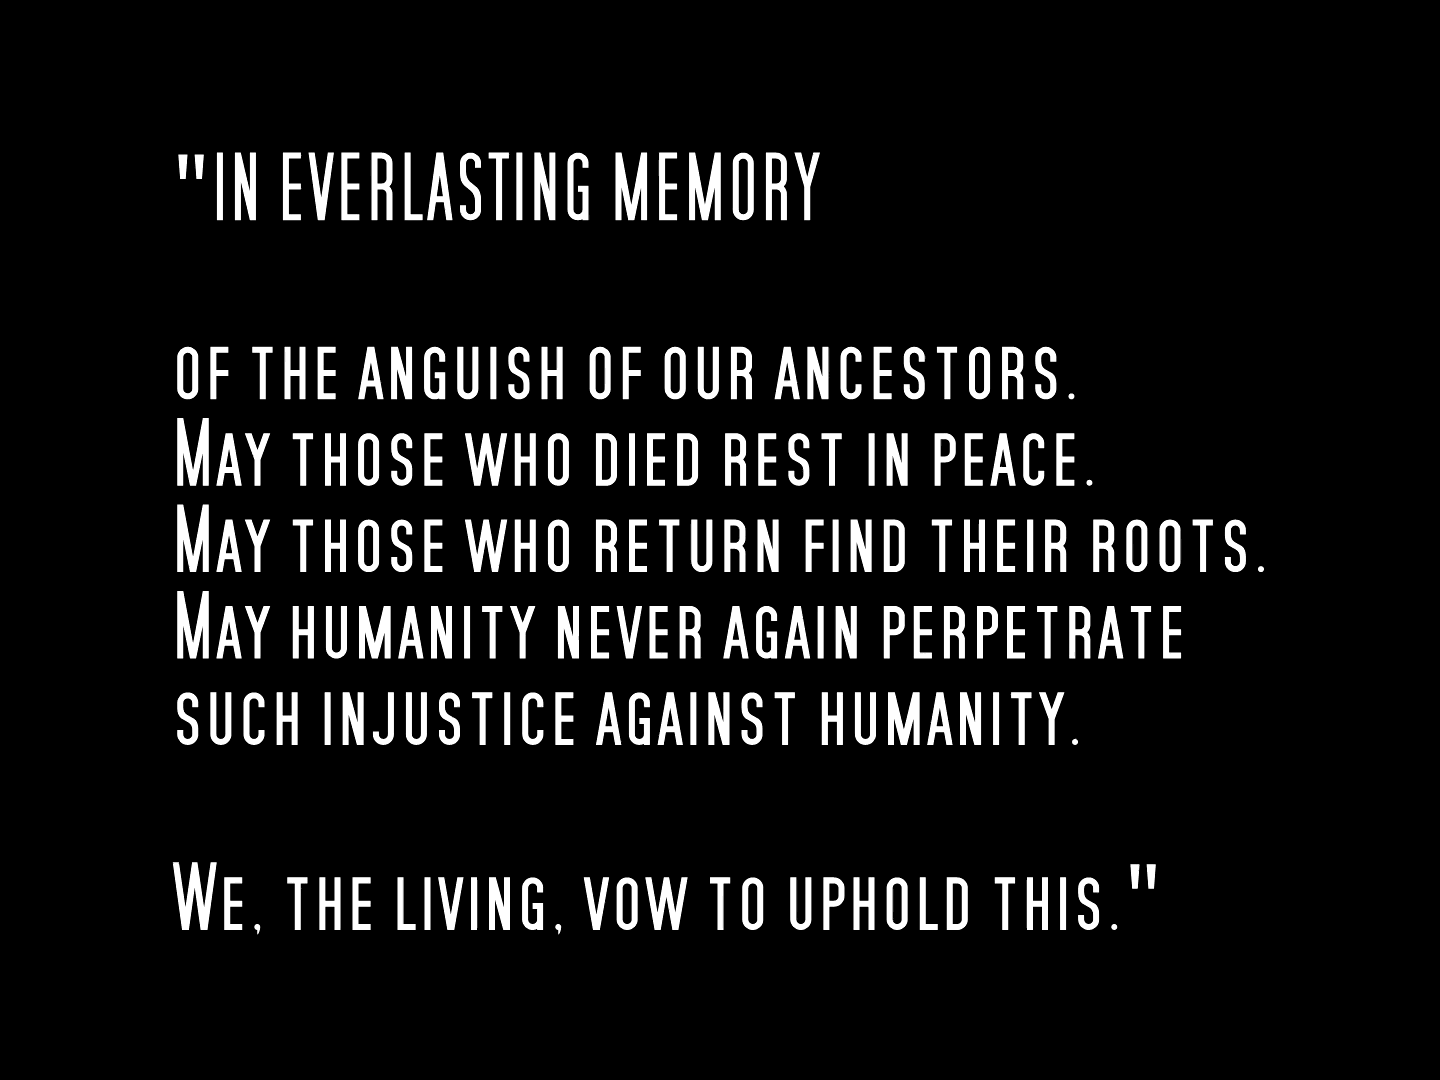 "IN EVERLASTING MEMORY
OF THE ANGUISH OF OUR ANCESTORS.
MAY THOSE WHO DIED REST IN PEACE.
MAY THOSE WHO RETURN FIND THEIR ROOTS.
MAY HUMANITY NEVER AGAIN PERPETRATE
SUCH INJUSTICE AGAINST HUMANITY.
WE, THE LIVING, VOW TO UPHOLD THIS."